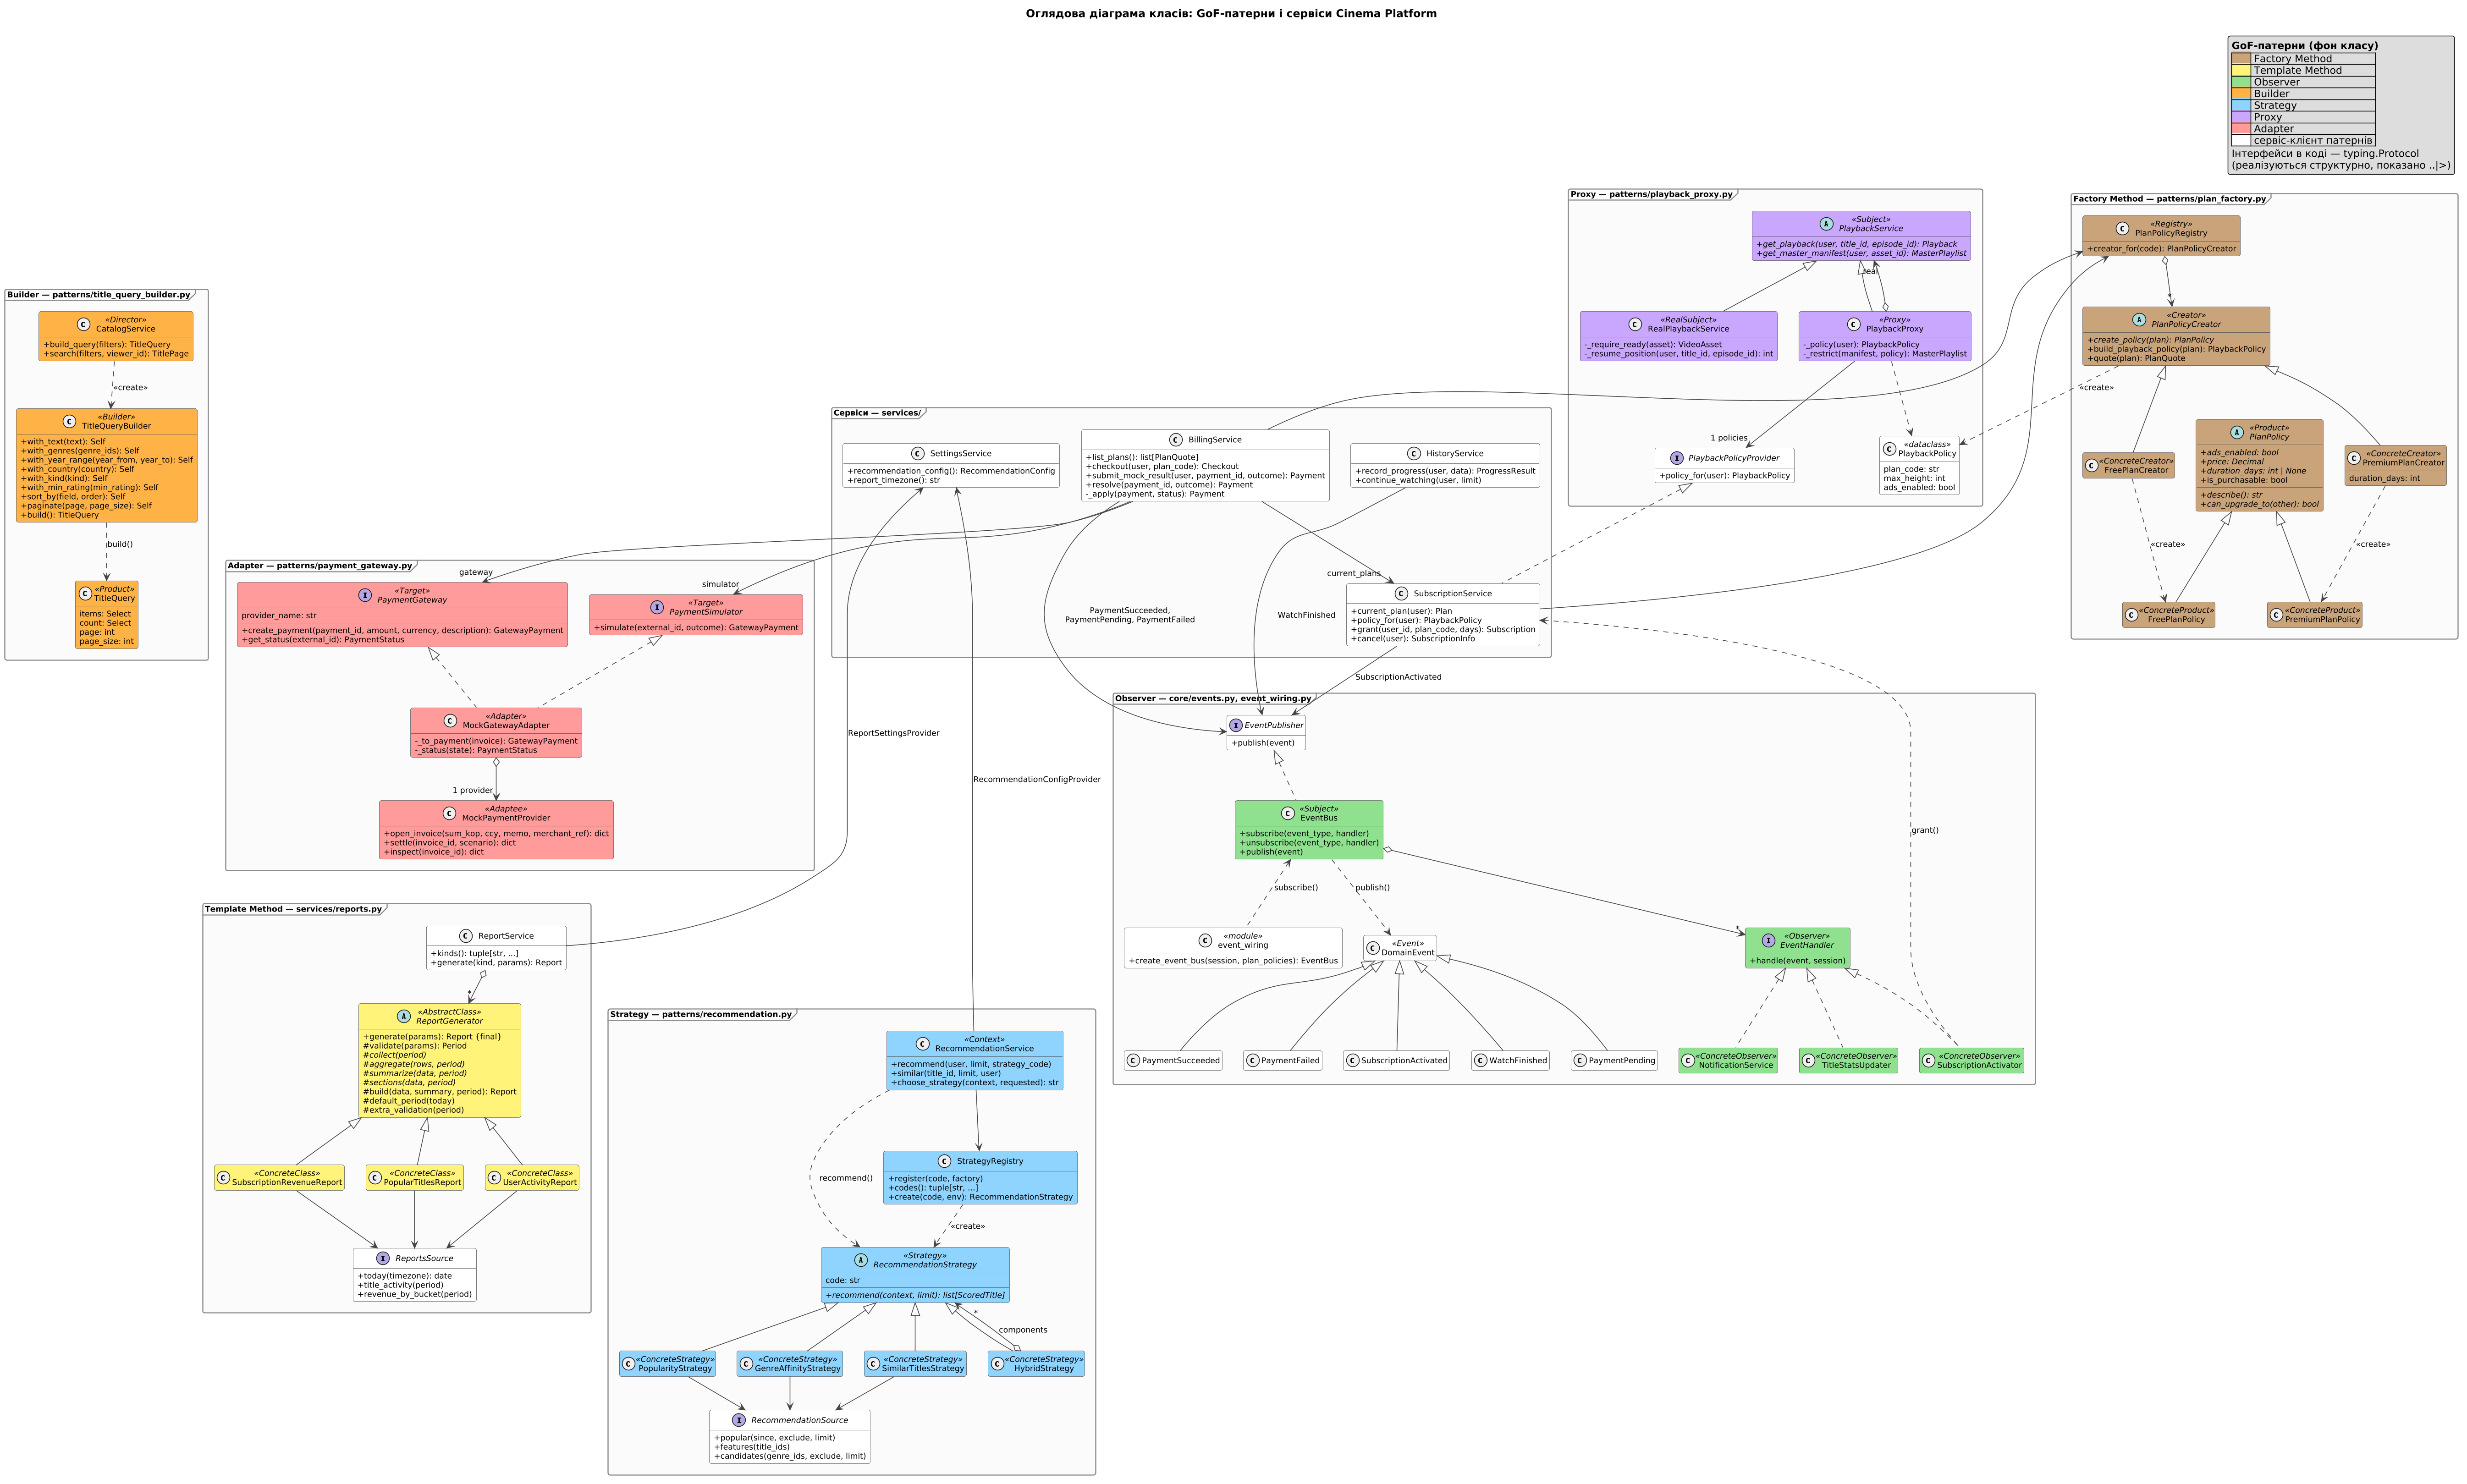 Оглядова діаграма класів: GoF-патерни і сервіси Cinema Platform
GoF-патерни (фон класу)
Factory Method
Template Method
Observer
Builder
Strategy
Proxy
Adapter
сервіс-клієнт патернів
Інтерфейси в коді — typing.Protocol
(реалізуються структурно, показано ..|>)
Proxy — patterns/playback_proxy.py
A
«Subject»
PlaybackService
+get_playback(user, title_id, episode_id): Playback
+get_master_manifest(user, asset_id): MasterPlaylist
real
C
«RealSubject»
RealPlaybackService
-_require_ready(asset): VideoAsset
-_resume_position(user, title_id, episode_id): int
C
«Proxy»
PlaybackProxy
-_policy(user): PlaybackPolicy
-_restrict(manifest, policy): MasterPlaylist
1 policies
I
PlaybackPolicyProvider
+policy_for(user): PlaybackPolicy
C
«dataclass»
PlaybackPolicy
plan_code: str
max_height: int
ads_enabled: bool
Factory Method — patterns/plan_factory.py
C
«Registry»
PlanPolicyRegistry
+creator_for(code): PlanPolicyCreator
*
A
«Creator»
PlanPolicyCreator
+create_policy(plan): PlanPolicy
+build_playback_policy(plan): PlaybackPolicy
+quote(plan): PlanQuote
«create»
C
«ConcreteCreator»
FreePlanCreator
A
«Product»
PlanPolicy
+ads_enabled: bool
+price: Decimal
+duration_days: int | None
+is_purchasable: bool
+describe(): str
+can_upgrade_to(other): bool
C
«ConcreteCreator»
PremiumPlanCreator
duration_days: int
«create»
«create»
C
«ConcreteProduct»
FreePlanPolicy
C
«ConcreteProduct»
PremiumPlanPolicy
Builder — patterns/title_query_builder.py
C
«Director»
CatalogService
+build_query(filters): TitleQuery
+search(filters, viewer_id): TitlePage
«create»
C
«Builder»
TitleQueryBuilder
+with_text(text): Self
+with_genres(genre_ids): Self
+with_year_range(year_from, year_to): Self
+with_country(country): Self
+with_kind(kind): Self
+with_min_rating(min_rating): Self
+sort_by(field, order): Self
+paginate(page, page_size): Self
+build(): TitleQuery
build()
C
«Product»
TitleQuery
items: Select
count: Select
page: int
page_size: int
Сервіси — services/
C
SettingsService
+recommendation_config(): RecommendationConfig
+report_timezone(): str
C
BillingService
+list_plans(): list[PlanQuote]
+checkout(user, plan_code): Checkout
+submit_mock_result(user, payment_id, outcome): Payment
+resolve(payment_id, outcome): Payment
-_apply(payment, status): Payment
C
HistoryService
+record_progress(user, data): ProgressResult
+continue_watching(user, limit)
current_plans
C
SubscriptionService
+current_plan(user): Plan
+policy_for(user): PlaybackPolicy
+grant(user_id, plan_code, days): Subscription
+cancel(user): SubscriptionInfo
PaymentSucceeded,
PaymentPending, PaymentFailed
WatchFinished
SubscriptionActivated
Adapter — patterns/payment_gateway.py
gateway
simulator
I
«Target»
PaymentGateway
provider_name: str
+create_payment(payment_id, amount, currency, description): GatewayPayment
+get_status(external_id): PaymentStatus
I
«Target»
PaymentSimulator
+simulate(external_id, outcome): GatewayPayment
C
«Adapter»
MockGatewayAdapter
-_to_payment(invoice): GatewayPayment
-_status(state): PaymentStatus
1 provider
C
«Adaptee»
MockPaymentProvider
+open_invoice(sum_kop, ccy, memo, merchant_ref): dict
+settle(invoice_id, scenario): dict
+inspect(invoice_id): dict
ReportSettingsProvider
RecommendationConfigProvider
Observer — core/events.py, event_wiring.py
I
EventPublisher
+publish(event)
C
«Subject»
EventBus
+subscribe(event_type, handler)
+unsubscribe(event_type, handler)
+publish(event)
grant()
subscribe()
publish()
C
«module»
event_wiring
+create_event_bus(session, plan_policies): EventBus
C
«Event»
DomainEvent
*
I
«Observer»
EventHandler
+handle(event, session)
C
PaymentSucceeded
C
PaymentFailed
C
SubscriptionActivated
C
WatchFinished
C
PaymentPending
C
«ConcreteObserver»
NotificationService
C
«ConcreteObserver»
TitleStatsUpdater
C
«ConcreteObserver»
SubscriptionActivator
Template Method — services/reports.py
C
ReportService
+kinds(): tuple[str, ...]
+generate(kind, params): Report
*
A
«AbstractClass»
ReportGenerator
+generate(params): Report {final}
#validate(params): Period
#collect(period)
#aggregate(rows, period)
#summarize(data, period)
#sections(data, period)
#build(data, summary, period): Report
#default_period(today)
#extra_validation(period)
C
«ConcreteClass»
SubscriptionRevenueReport
C
«ConcreteClass»
PopularTitlesReport
C
«ConcreteClass»
UserActivityReport
I
ReportsSource
+today(timezone): date
+title_activity(period)
+revenue_by_bucket(period)
Strategy — patterns/recommendation.py
C
«Context»
RecommendationService
+recommend(user, limit, strategy_code)
+similar(title_id, limit, user)
+choose_strategy(context, requested): str
recommend()
C
StrategyRegistry
+register(code, factory)
+codes(): tuple[str, ...]
+create(code, env): RecommendationStrategy
«create»
A
«Strategy»
RecommendationStrategy
code: str
+recommend(context, limit): list[ScoredTitle]
*
components
C
«ConcreteStrategy»
PopularityStrategy
C
«ConcreteStrategy»
GenreAffinityStrategy
C
«ConcreteStrategy»
SimilarTitlesStrategy
C
«ConcreteStrategy»
HybridStrategy
I
RecommendationSource
+popular(since, exclude, limit)
+features(title_ids)
+candidates(genre_ids, exclude, limit)